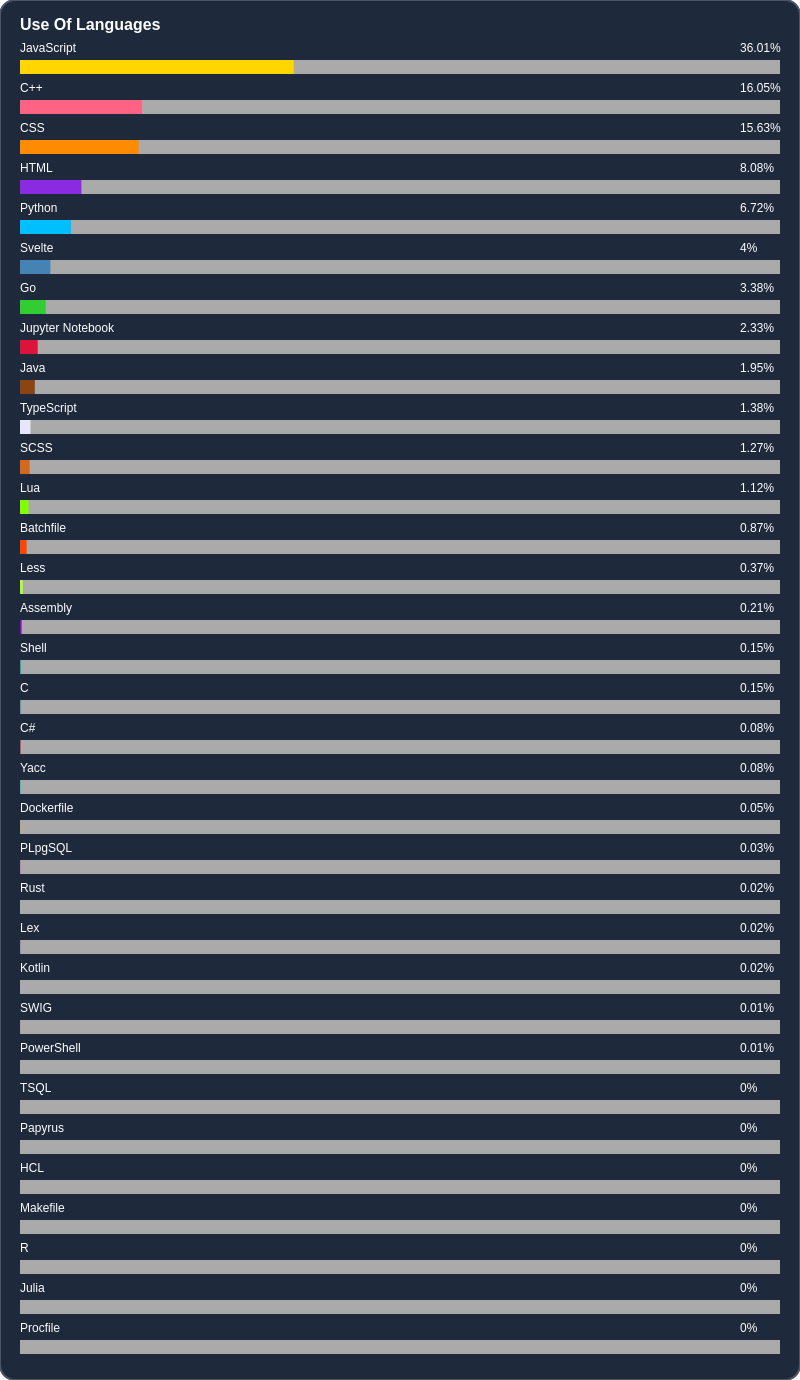 Use Of Languages
JavaScript 36.01%
C++ 16.05%
CSS 15.63%
HTML 8.08%
Python 6.72%
Svelte 4%
Go 3.38%
Jupyter Notebook 2.33%
Java 1.95%
TypeScript 1.38%
SCSS 1.27%
Lua 1.12%
Batchfile 0.87%
Less 0.37%
Assembly 0.21%
Shell 0.15%
C 0.15%
C# 0.08%
Yacc 0.08%
Dockerfile 0.05%
PLpgSQL 0.03%
Rust 0.02%
Lex 0.02%
Kotlin 0.02%
SWIG 0.01%
PowerShell 0.01%
TSQL 0%
Papyrus 0%
HCL 0%
Makefile 0%
R 0%
Julia 0%
Procfile 0%